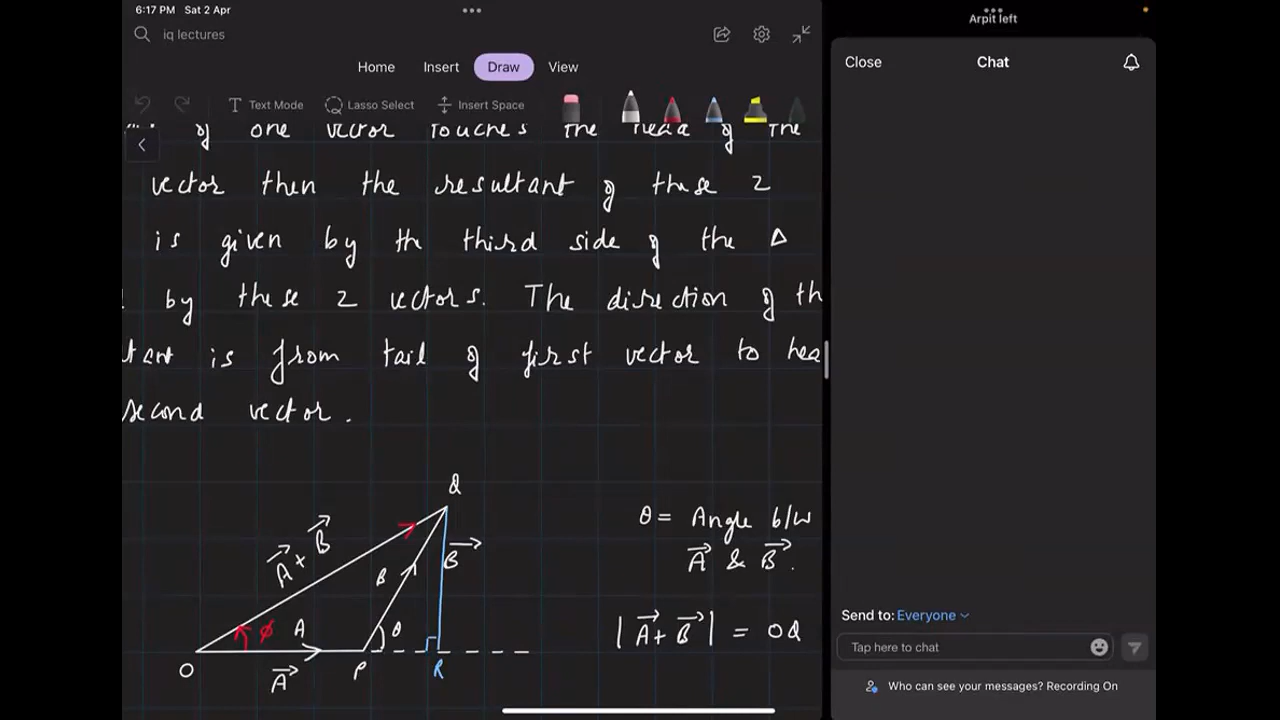 6:17 PM Sat 2 Apr
iq lectures
Home Insert Draw View
Text Mode Lasso Select Insert Space
of one vector touches the head of the
vector then the resultant of these 2
is given by the third side of the Δ
by these 2 vectors. The direction of th
tant is from tail of first vector to hea
second vector.
Q
A→ + B→
B
B→
ϕ
A
θ
O
A→
P
R
θ = Angle b/w
A→ & B→.
|A→ + B→| = OQ
Arpit left
Close Chat
Send to: Everyone
Tap here to chat
Who can see your messages? Recording On